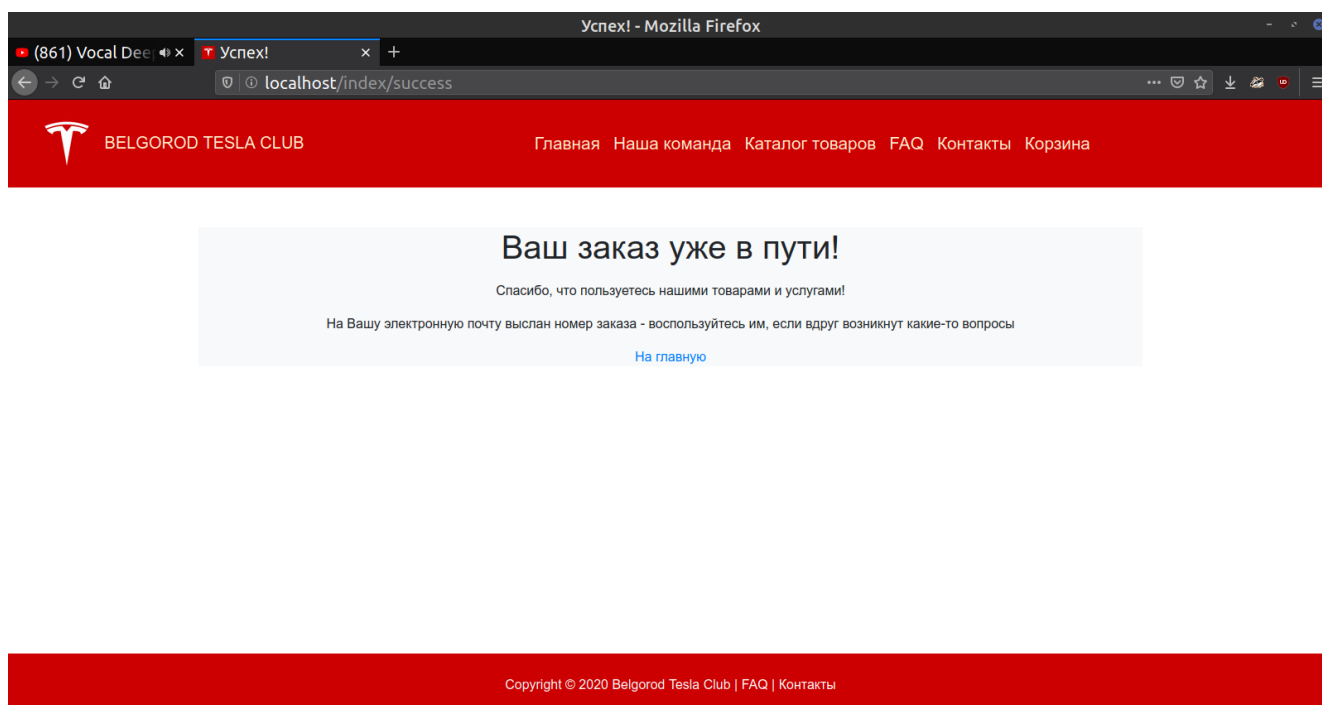 Успех! - Mozilla Firefox
(861) Vocal Dee
Успех!
localhost/index/success
BELGOROD TESLA CLUB
Главная Наша команда Каталог товаров FAQ Контакты Корзина
Ваш заказ уже в пути!
Спасибо, что пользуетесь нашими товарами и услугами!
На Вашу электронную почту выслан номер заказа - воспользуйтесь им, если вдруг возникнут какие-то вопросы
На главную
Copyright © 2020 Belgorod Tesla Club | FAQ | Контакты